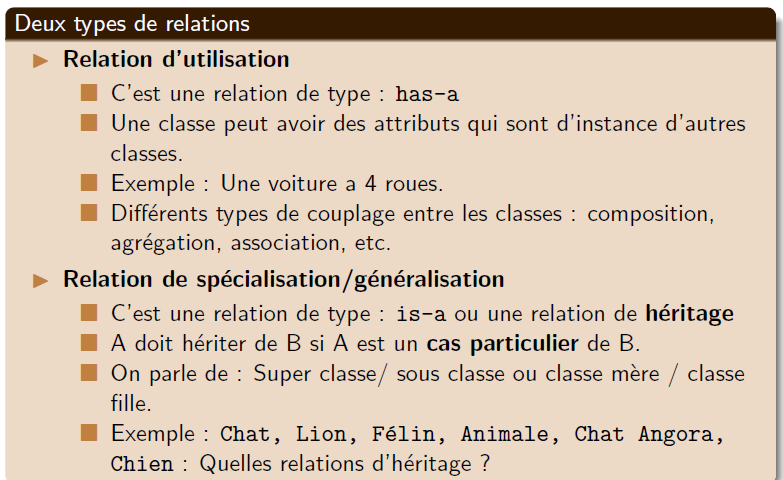 Deux types de relations
Relation d'utilisation
C'est une relation de type : has-a
Une classe peut avoir des attributs qui sont d'instance d'autres
classes.
Exemple : Une voiture a 4 roues.
Différents types de couplage entre les classes : composition,
agrégation, association, etc.
Relation de spécialisation/généralisation
C'est une relation de type : is-a ou une relation de héritage
A doit hériter de B si A est un cas particulier de B.
On parle de : Super classe/ sous classe ou classe mère / classe
fille.
Exemple : Chat, Lion, Félin, Animale, Chat Angora,
Chien : Quelles relations d'héritage ?